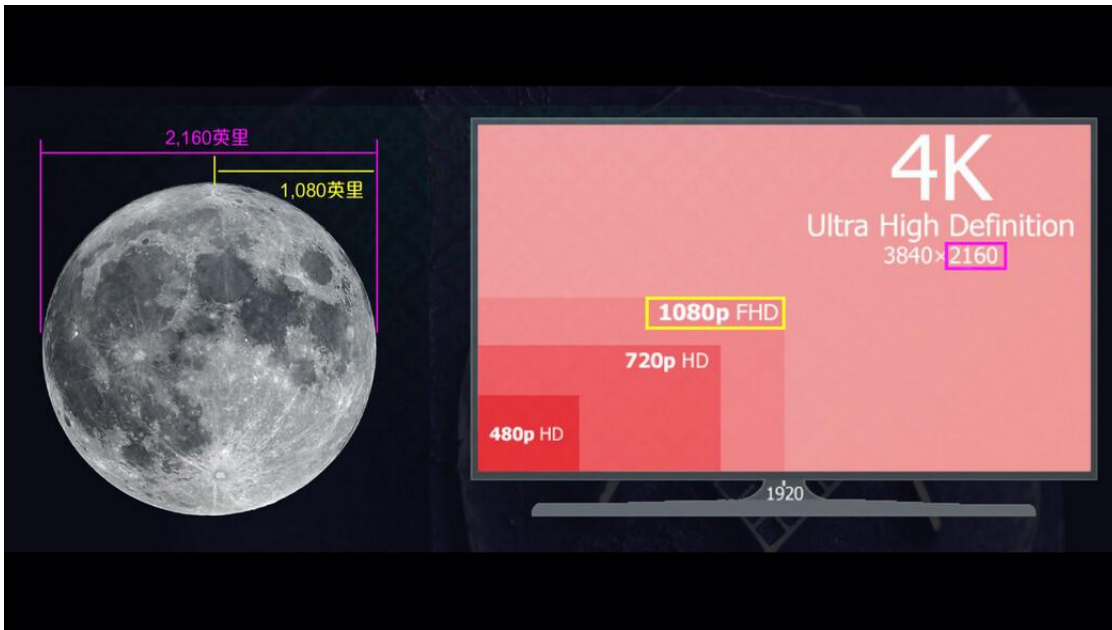 2,160英里
1,080英里
4K
Ultra High Definition
3840×2160
1080p FHD
720p HD
480p HD
1920